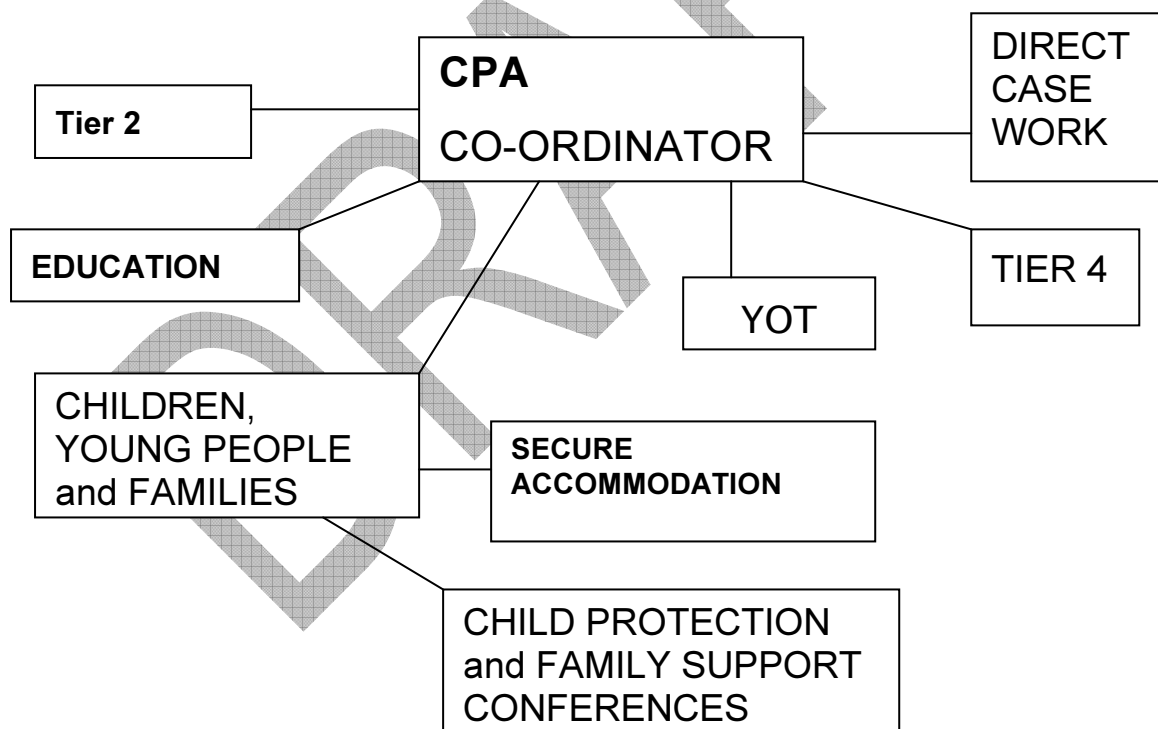 CPA
CO-ORDINATOR
DIRECT
CASE
WORK
Tier 2
EDUCATION
TIER 4
YOT
CHILDREN,
YOUNG PEOPLE
and FAMILIES
SECURE
ACCOMMODATION
CHILD PROTECTION
and FAMILY SUPPORT
CONFERENCES
DRA